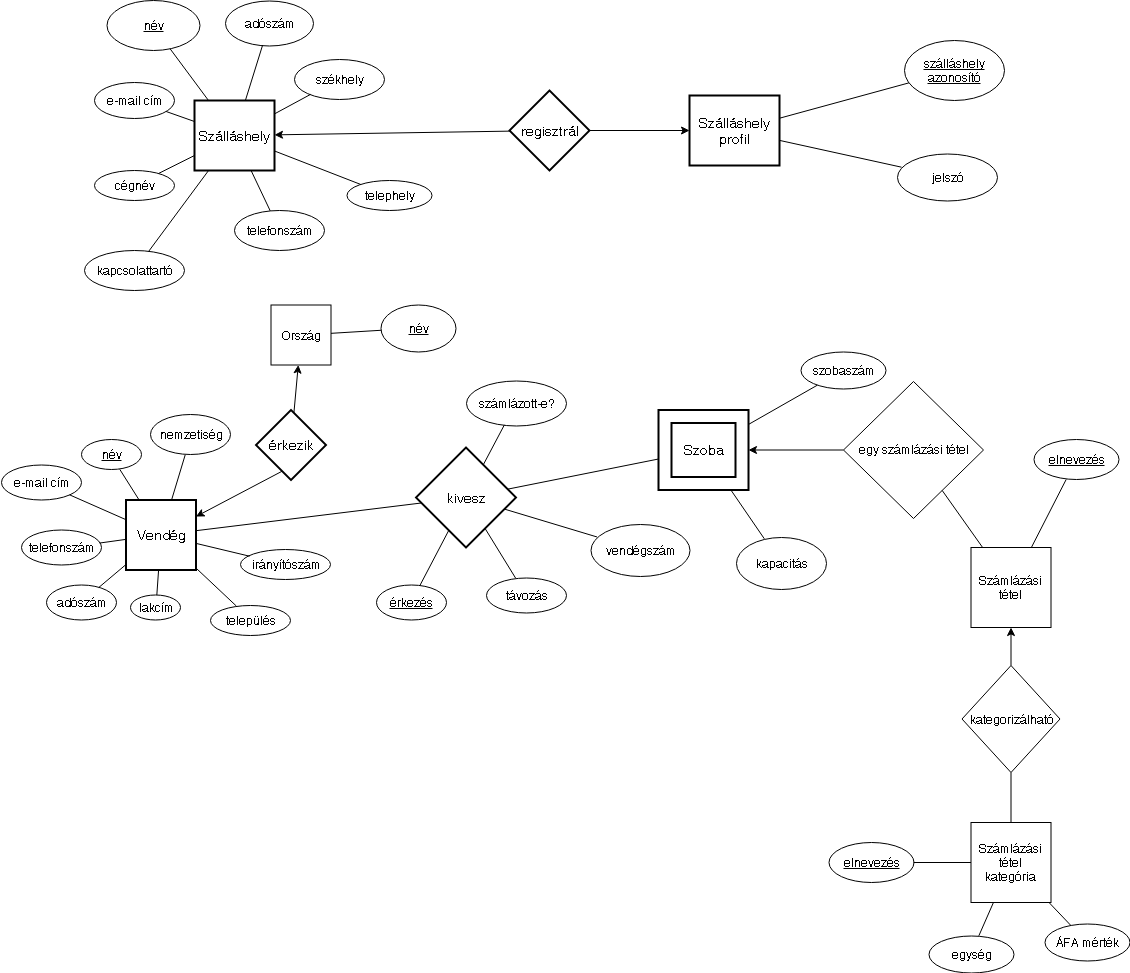 név
adószám
székhely
szálláshely
azonosító
e-mail cím
Szálláshely
regisztrál
Szálláshely
profil
cégnév
telephely
jelszó
telefonszám
kapcsolattartó
Ország
név
szobaszám
számlázott-e?
nemzetiség
név
érkezik
Szoba
egy számlázási tétel
elnevezés
e-mail cím
kivesz
Vendég
telefonszám
irányítószám
vendégszám
kapacitás
Számlázási
tétel
adószám
lakcím
település
érkezés
távozás
kategorizálható
elnevezés
Számlázási
tétel
kategória
egység
ÁFA mérték